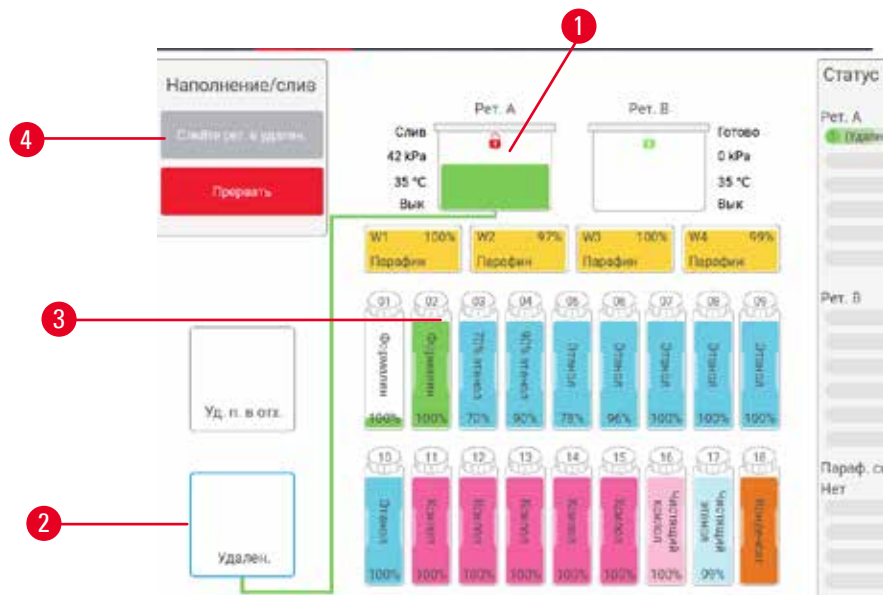 1
Наполнение/слив
Статус
4
Слейте рет. в удален.
Прервать
Рет. A
Рет. B
Слив
42 kPa
35 °C
Вык
Готово
0 kPa
35 °C
Вык
Рет. A
W1 100%
Парафин
W2 97%
Парафин
W3 100%
Парафин
W4 99%
Парафин
3
01 02 03 04 05 06 07 08 09
Формалин
Формалин
70% этанол
90% этанол
Этанол
Этанол
Этанол
Этанол
Этанол
100% 100% 70% 90% 78% 96% 100% 100% 100%
Рет. B
Уд. п. в отх.
10 11 12 13 14 15 16 17 18
Этанол
Ксилол
Ксилол
Ксилол
Ксилол
Ксилол
Чистящий ксилол
Чистящий этанол
Конденсат
100% 100% 100% 100% 100% 100% 100% 99%
2
Удален.
Параф.
Нет